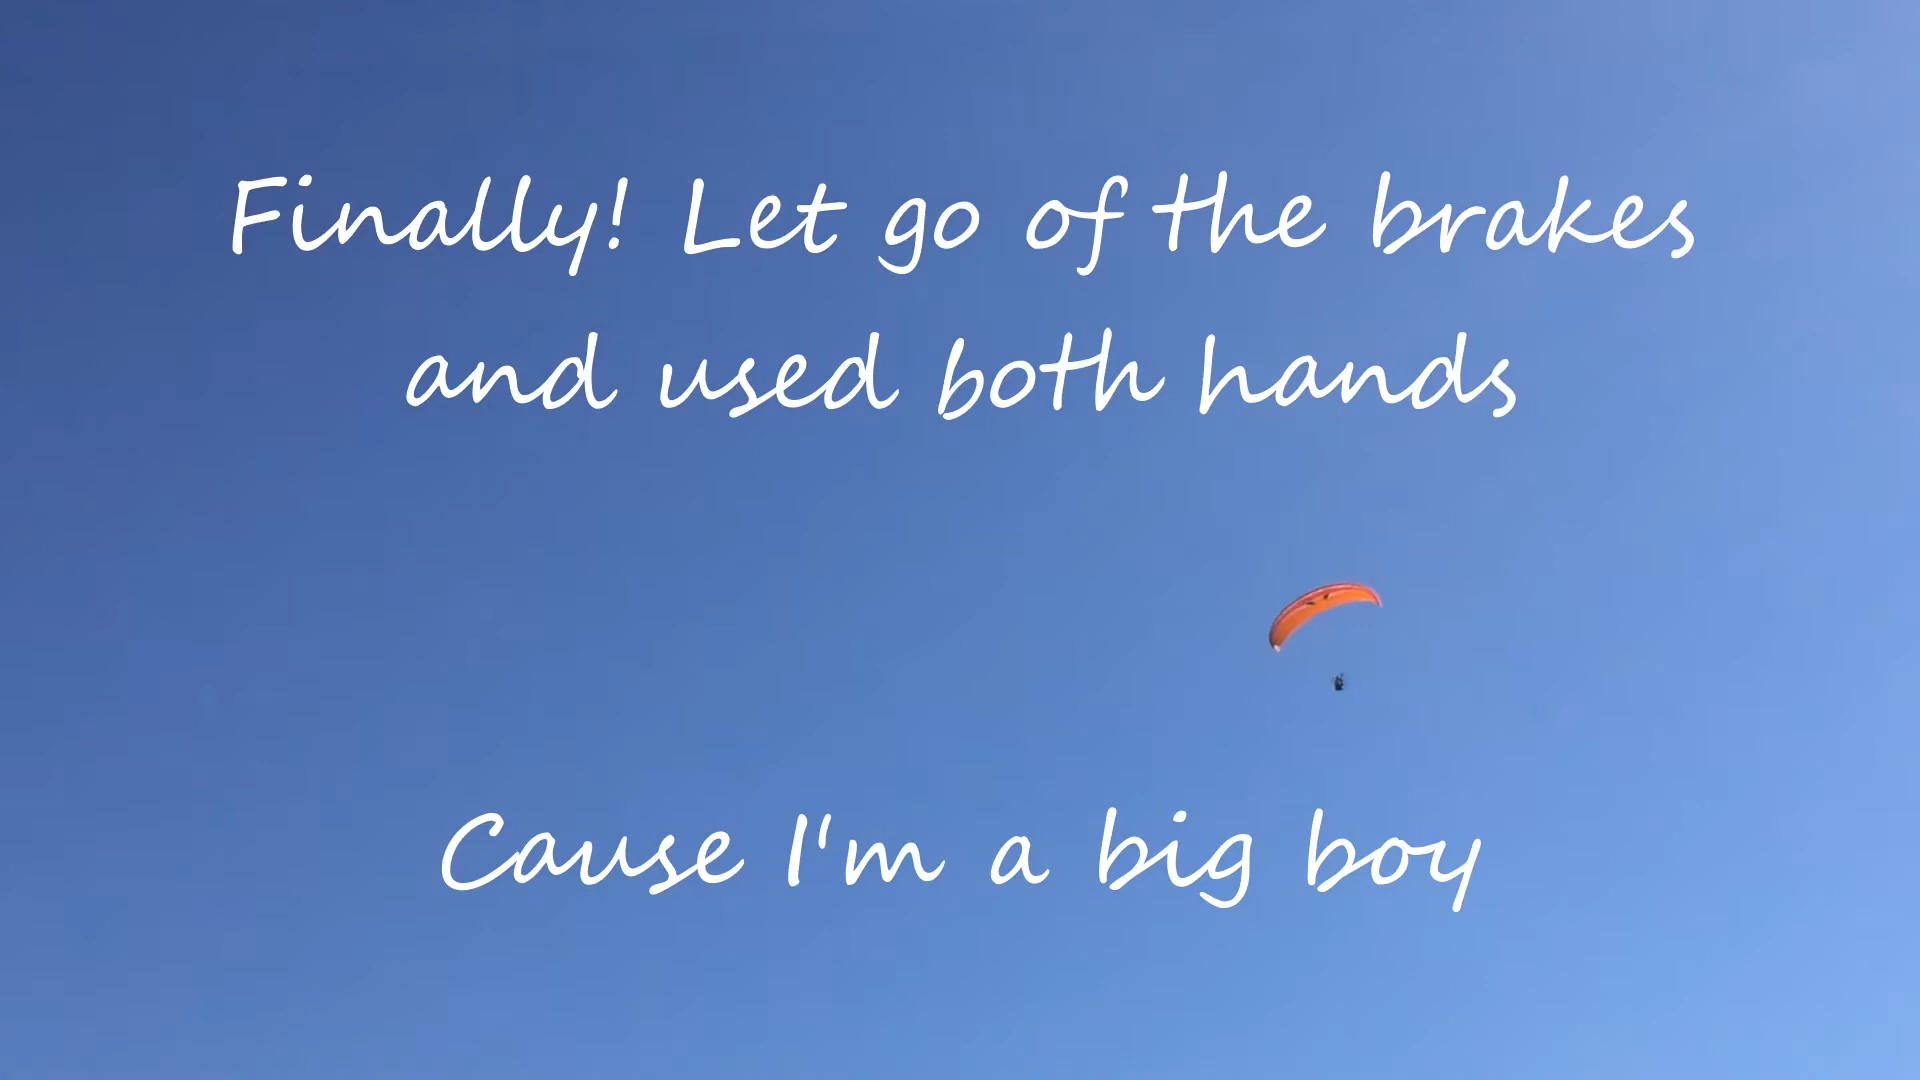 Finally! Let go of the brakes
and used both hands
Cause I'm a big boy